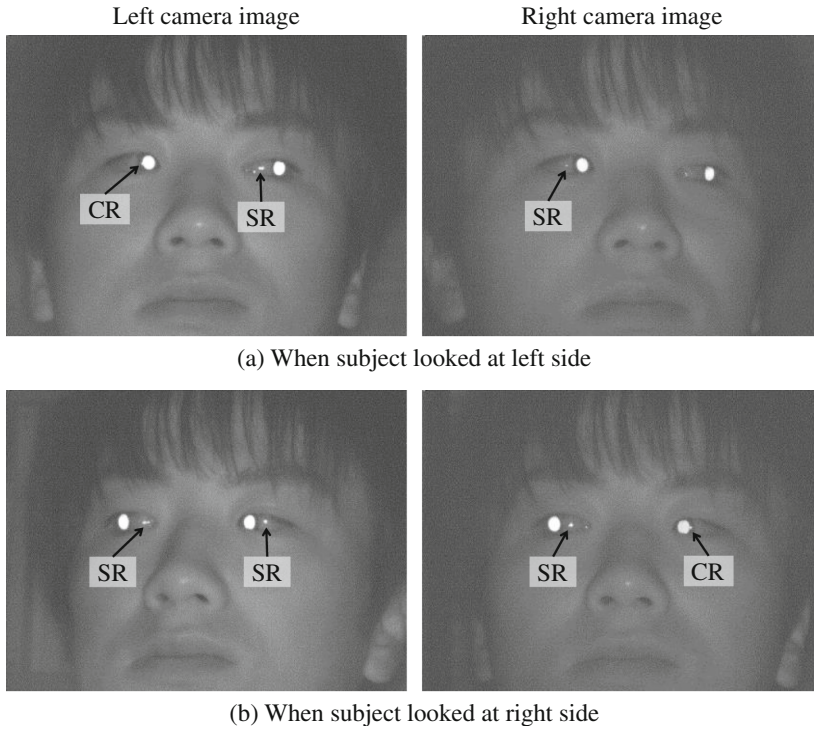 Left camera image
Right camera image
CR
SR
SR
(a) When subject looked at left side
SR
SR
SR
CR
(b) When subject looked at right side